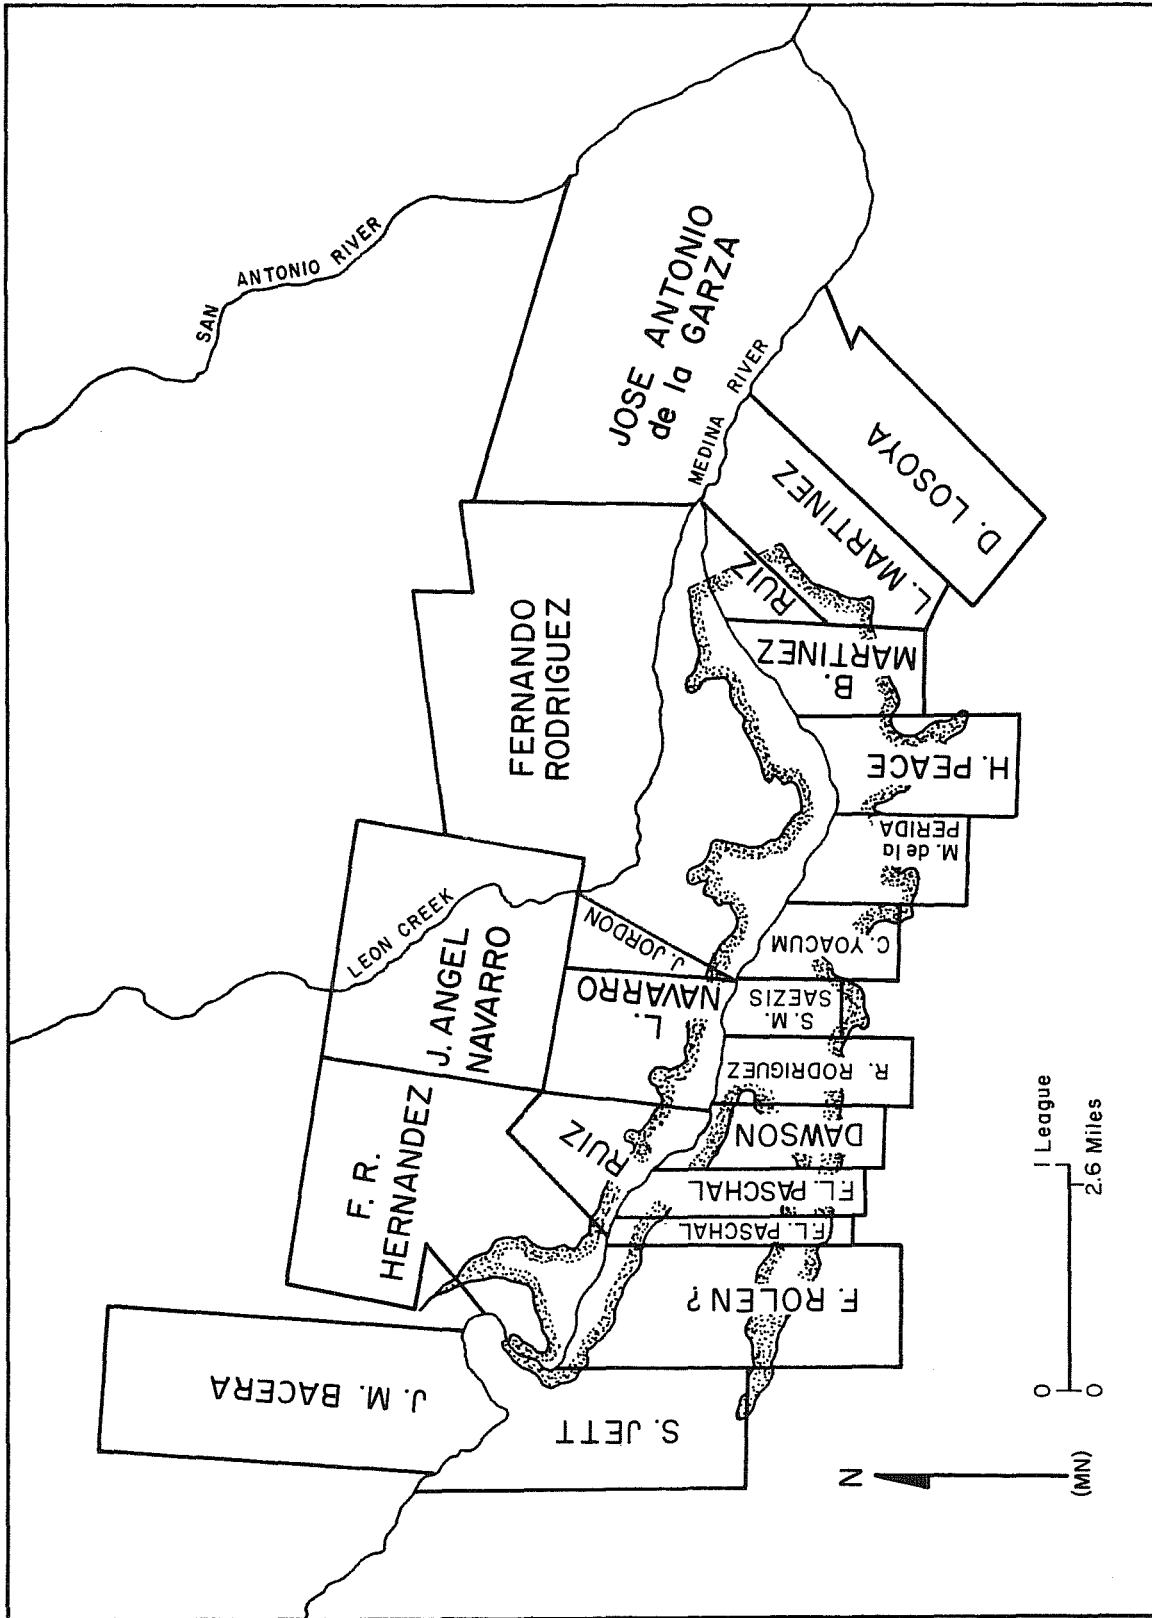 SAN
ANTONIO RIVER
JOSE ANTONIO
de la GARZA
MEDINA
RIVER
D. LOSOYA
L. MARTINEZ
RUIZ
FERNANDO
RODRIGUEZ
B.
MARTINEZ
H. PEACE
M. de la
PERIDA
LEON CREEK
J. JORDON
C. YOACUM
J. ANGEL
NAVARRO
L.
NAVARRO
S. M.
SAEZIS
R. RODRIGUEZ
F. R.
HERNANDEZ
RUIZ
DAWSON
F.L. PASCHAL
F.L. PASCHAL
F. ROLEN ?
J. M. BACERA
S. JETT
0
1 League
0
2.6 Miles
N
(MN)